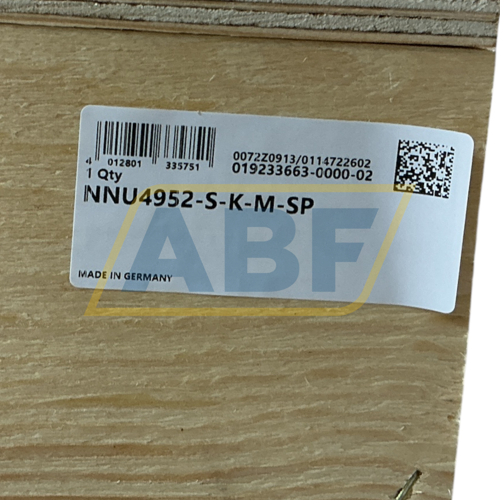 4 012801 335751
0072Z0913/0114722602
019233663-0000-02
1 Qty
NNU4952-S-K-M-SP
ABF
MADE IN GERMANY